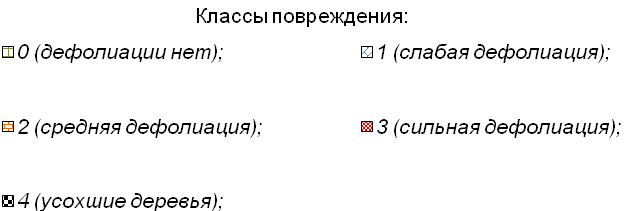 Классы повреждения:
0 (дефолиации нет); 1 (слабая дефолиация);
2 (средняя дефолиация); 3 (сильная дефолиация);
4 (усохшие деревья);